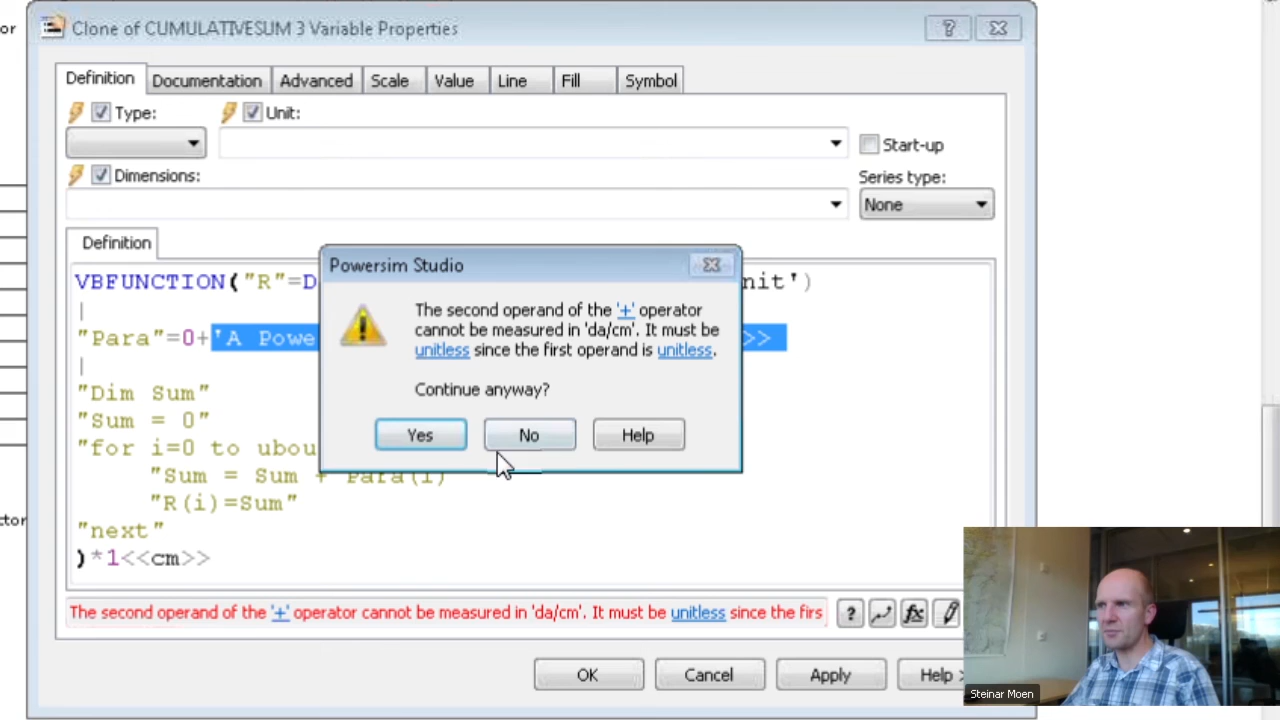 or
Clone of CUMULATIVESUM 3 Variable Properties
?
Definition Documentation Advanced Scale Value Line Fill Symbol
Type: Unit:
Start-up
Dimensions:
Series type:
None
Definition
VBFUNCTION("R"=D nit')
|
"Para"=0+'A Powe >>
|
"Dim Sum"
"Sum = 0"
"for i=0 to ubou
"Sum = Sum + Para(i)
"R(i)=Sum"
"next"
)*1<<cm>>
Powersim Studio
The second operand of the '+' operator
cannot be measured in 'da/cm'. It must be
unitless since the first operand is unitless.
Continue anyway?
Yes No Help
ctor
The second operand of the '+' operator cannot be measured in 'da/cm'. It must be unitless since the firs
? fx
OK Cancel Apply Help
Steinar Moen